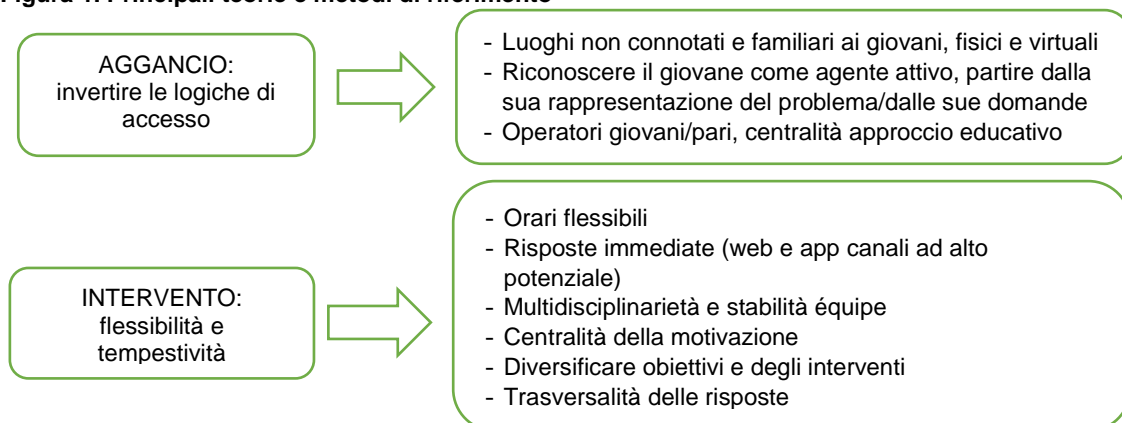 AGGANCIO:
invertire le logiche di
accesso
- Luoghi non connotati e familiari ai giovani, fisici e virtuali
- Riconoscere il giovane come agente attivo, partire dalla
sua rappresentazione del problema/dalle sue domande
- Operatori giovani/pari, centralità approccio educativo
INTERVENTO:
flessibilità e
tempestività
- Orari flessibili
- Risposte immediate (web e app canali ad alto
potenziale)
- Multidisciplinarietà e stabilità équipe
- Centralità della motivazione
- Diversificare obiettivi e degli interventi
- Trasversalità delle risposte